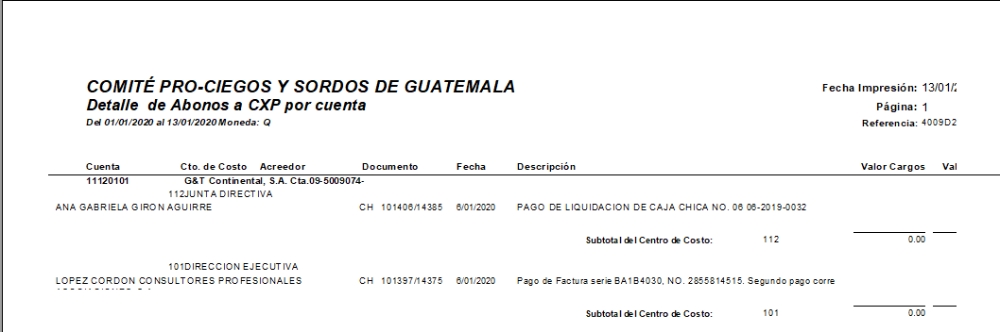 COMITÉ PRO-CIEGOS Y SORDOS DE GUATEMALA
Fecha Impresión: 13/01/2
Detalle de Abonos a CXP por cuenta
Página: 1
Del 01/01/2020 al 13/01/2020 Moneda: Q
Referencia: 4009D2
Cuenta Cto. de Costo Acreedor Documento Fecha Descripción Valor Cargos Val
11120101 G&T Continental, S.A. Cta.09-5009074-
112JUNTA DIRECTIVA
ANA GABRIELA GIRON AGUIRRE CH 101406/14385 6/01/2020 PAGO DE LIQUIDACION DE CAJA CHICA NO. 06 06-2019-0032
Subtotal del Centro de Costo: 112 0.00
101DIRECCION EJECUTIVA
LOPEZ CORDON CONSULTORES PROFESIONALES CH 101397/14375 6/01/2020 Pago de Factura serie BA1B4030, NO. 2855814515. Segundo pago corre
Subtotal del Centro de Costo: 101 0.00